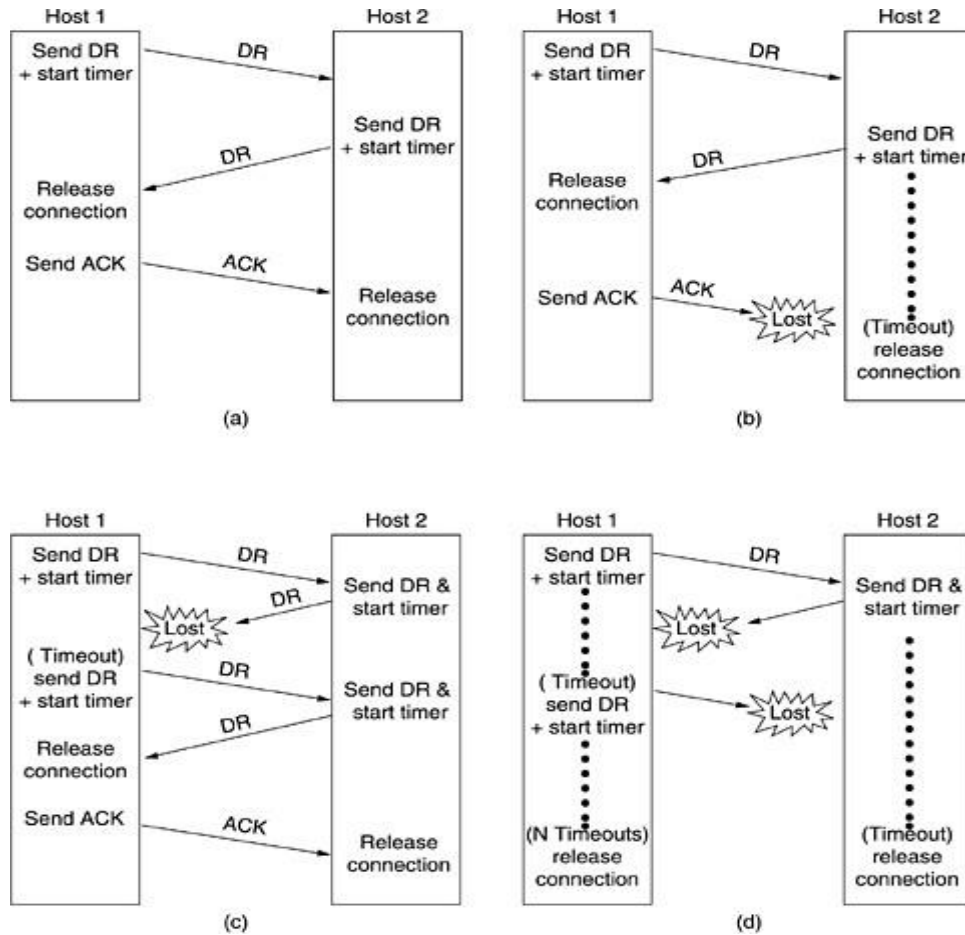 Host 1
Send DR
+ start timer
DR
Host 2
Send DR
+ start timer
DR
Release
connection
Send ACK
ACK
Release
connection
(a)
Host 1
Send DR
+ start timer
DR
Host 2
Send DR
+ start timer
DR
Release
connection
Send ACK
ACK
Lost
(Timeout)
release
connection
(b)
Host 1
Send DR
+ start timer
DR
Host 2
Send DR &
start timer
DR
Lost
( Timeout)
send DR
+ start timer
DR
Send DR &
start timer
DR
Release
connection
Send ACK
ACK
Release
connection
(c)
Host 1
Send DR
+ start timer
DR
Host 2
Send DR &
start timer
Lost
( Timeout)
send DR
+ start timer
Lost
(N Timeouts)
release
connection
(Timeout)
release
connection
(d)